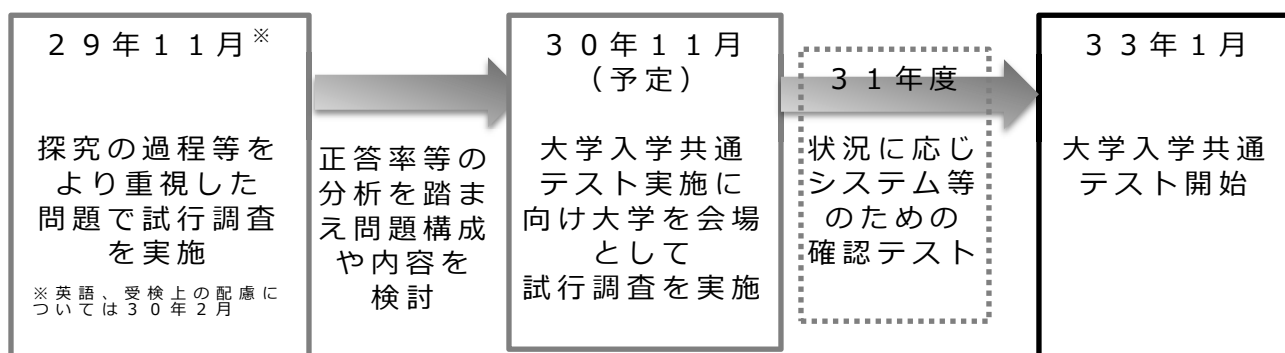 ２９年１１月※
探究の過程等を
より重視した
問題で試行調査
を実施
※英語、受検上の配慮に
ついては３０年２月
正答率等の
分析を踏ま
え問題構成
や内容を
検討
３０年１１月
（予定）
大学入学共通
テスト実施に
向け大学を会場
として
試行調査を実施
３１年度
状況に応じ
システム等
のための
確認テスト
３３年１月
大学入学共通
テスト開始